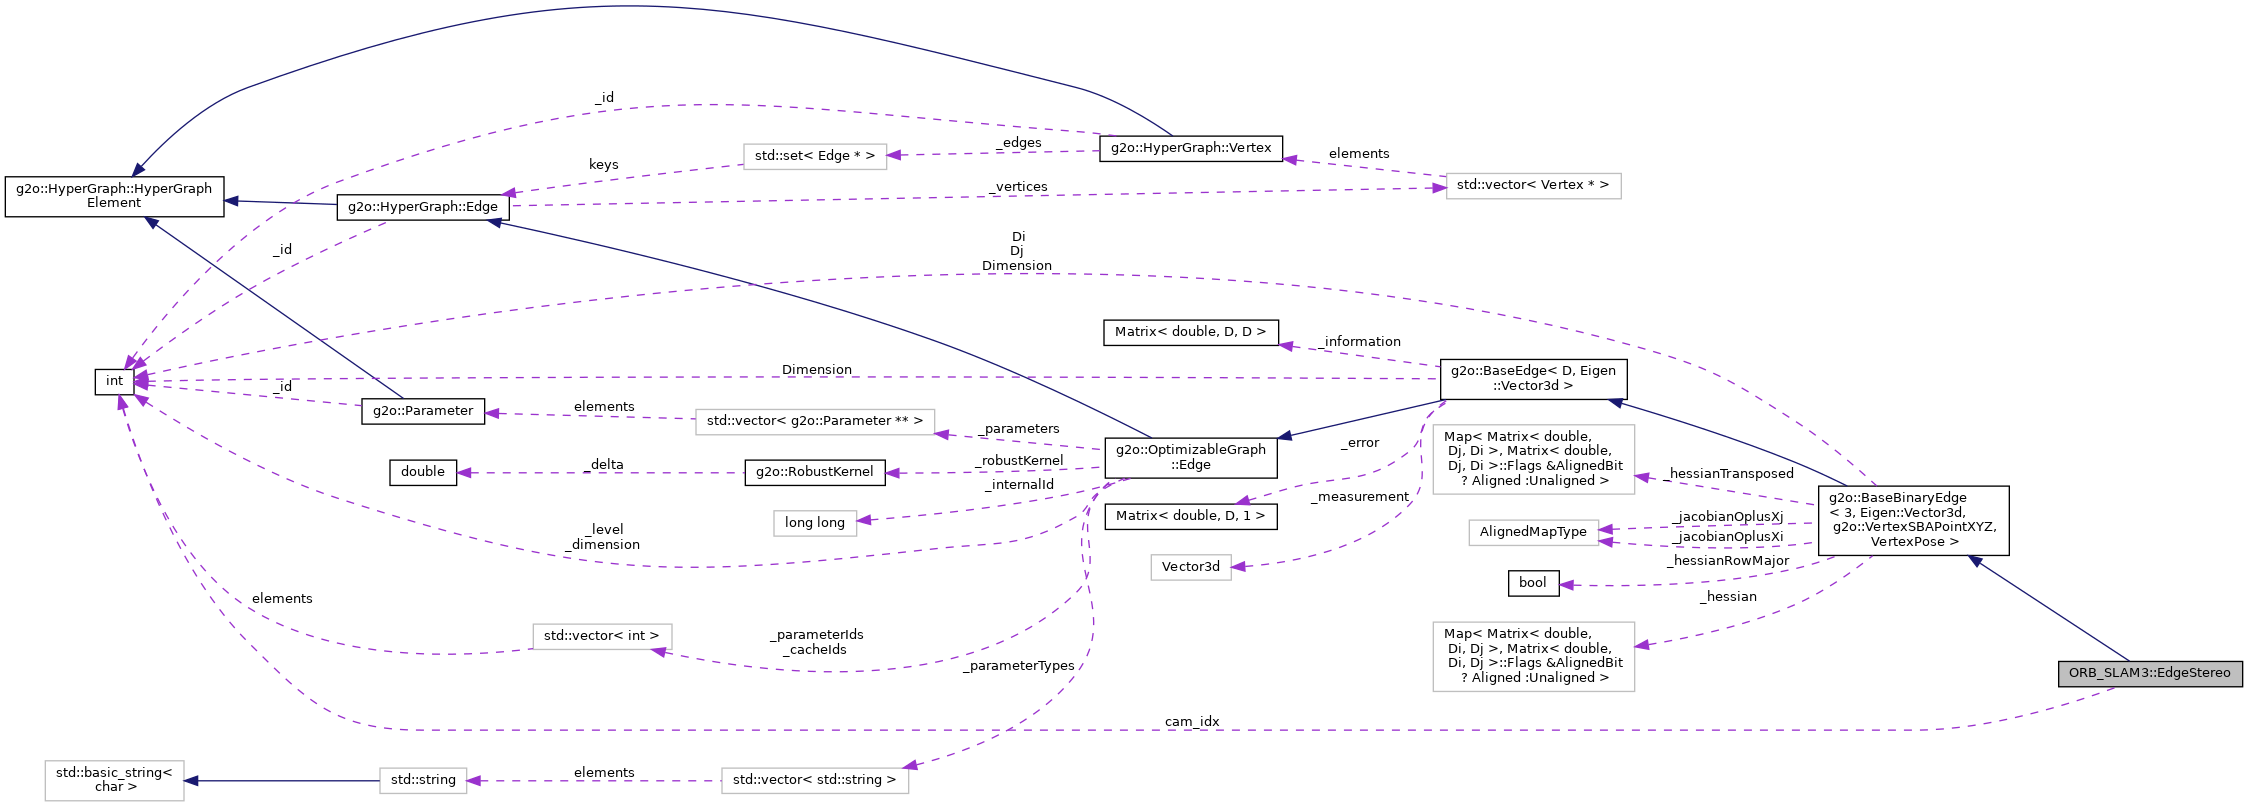 _id
_edges
g2o::HyperGraph::Vertex
elements
std::set< Edge * >
keys
_vertices
std::vector< Vertex * >
g2o::HyperGraph::HyperGraph
Element
g2o::HyperGraph::Edge
_id
Di
Dj
Dimension
Matrix< double, D, D >
_information
int
Dimension
g2o::BaseEdge< D, Eigen
::Vector3d >
_id
g2o::Parameter
elements
std::vector< g2o::Parameter ** >
_parameters
g2o::OptimizableGraph
::Edge
_error
Map< Matrix< double,
Dj, Di >, Matrix< double,
Dj, Di >::Flags &AlignedBit
? Aligned :Unaligned >
_hessianTransposed
double
_delta
g2o::RobustKernel
_robustKernel
_internalId
long long
_measurement
Matrix< double, D, 1 >
g2o::BaseBinaryEdge
< 3, Eigen::Vector3d,
g2o::VertexSBAPointXYZ,
VertexPose >
_jacobianOplusXj
AlignedMapType
_jacobianOplusXi
_level
_dimension
Vector3d
_hessianRowMajor
bool
_hessian
elements
std::vector< int >
_parameterIds
_cacheIds
_parameterTypes
Map< Matrix< double,
Di, Dj >, Matrix< double,
Di, Dj >::Flags &AlignedBit
? Aligned :Unaligned >
ORB_SLAM3::EdgeStereo
cam_idx
std::basic_string<
char >
std::string
elements
std::vector< std::string >